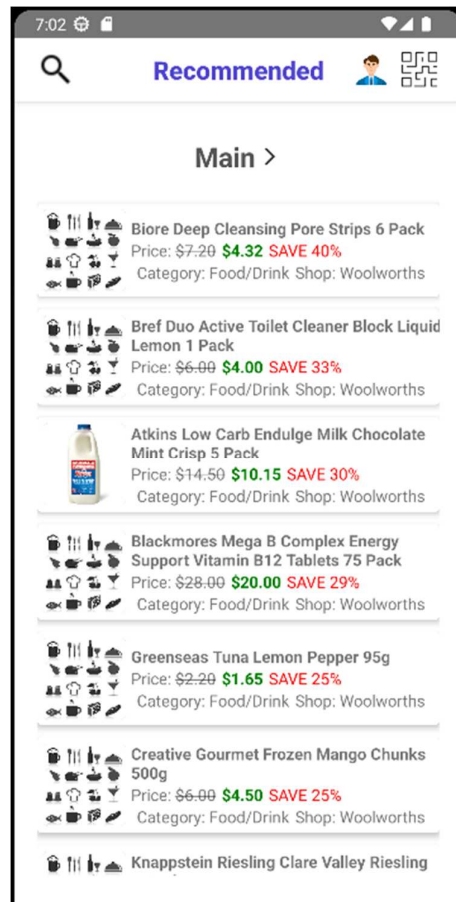 7:02
Recommended
Main >
Biore Deep Cleansing Pore Strips 6 Pack
Price: $7.20 $4.32 SAVE 40%
Category: Food/Drink Shop: Woolworths
Bref Duo Active Toilet Cleaner Block Liquid
Lemon 1 Pack
Price: $6.00 $4.00 SAVE 33%
Category: Food/Drink Shop: Woolworths
Atkins Low Carb Endulge Milk Chocolate
Mint Crisp 5 Pack
Price: $14.50 $10.15 SAVE 30%
Category: Food/Drink Shop: Woolworths
Blackmores Mega B Complex Energy
Support Vitamin B12 Tablets 75 Pack
Price: $28.00 $20.00 SAVE 29%
Category: Food/Drink Shop: Woolworths
Greenseas Tuna Lemon Pepper 95g
Price: $2.20 $1.65 SAVE 25%
Category: Food/Drink Shop: Woolworths
Creative Gourmet Frozen Mango Chunks
500g
Price: $6.00 $4.50 SAVE 25%
Category: Food/Drink Shop: Woolworths
Knappstein Riesling Clare Valley Riesling